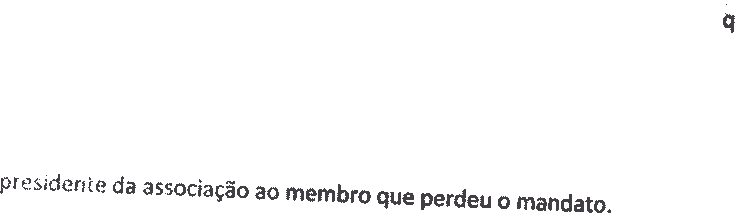 q
presidente da associação ao membro que perdeu o mandato.